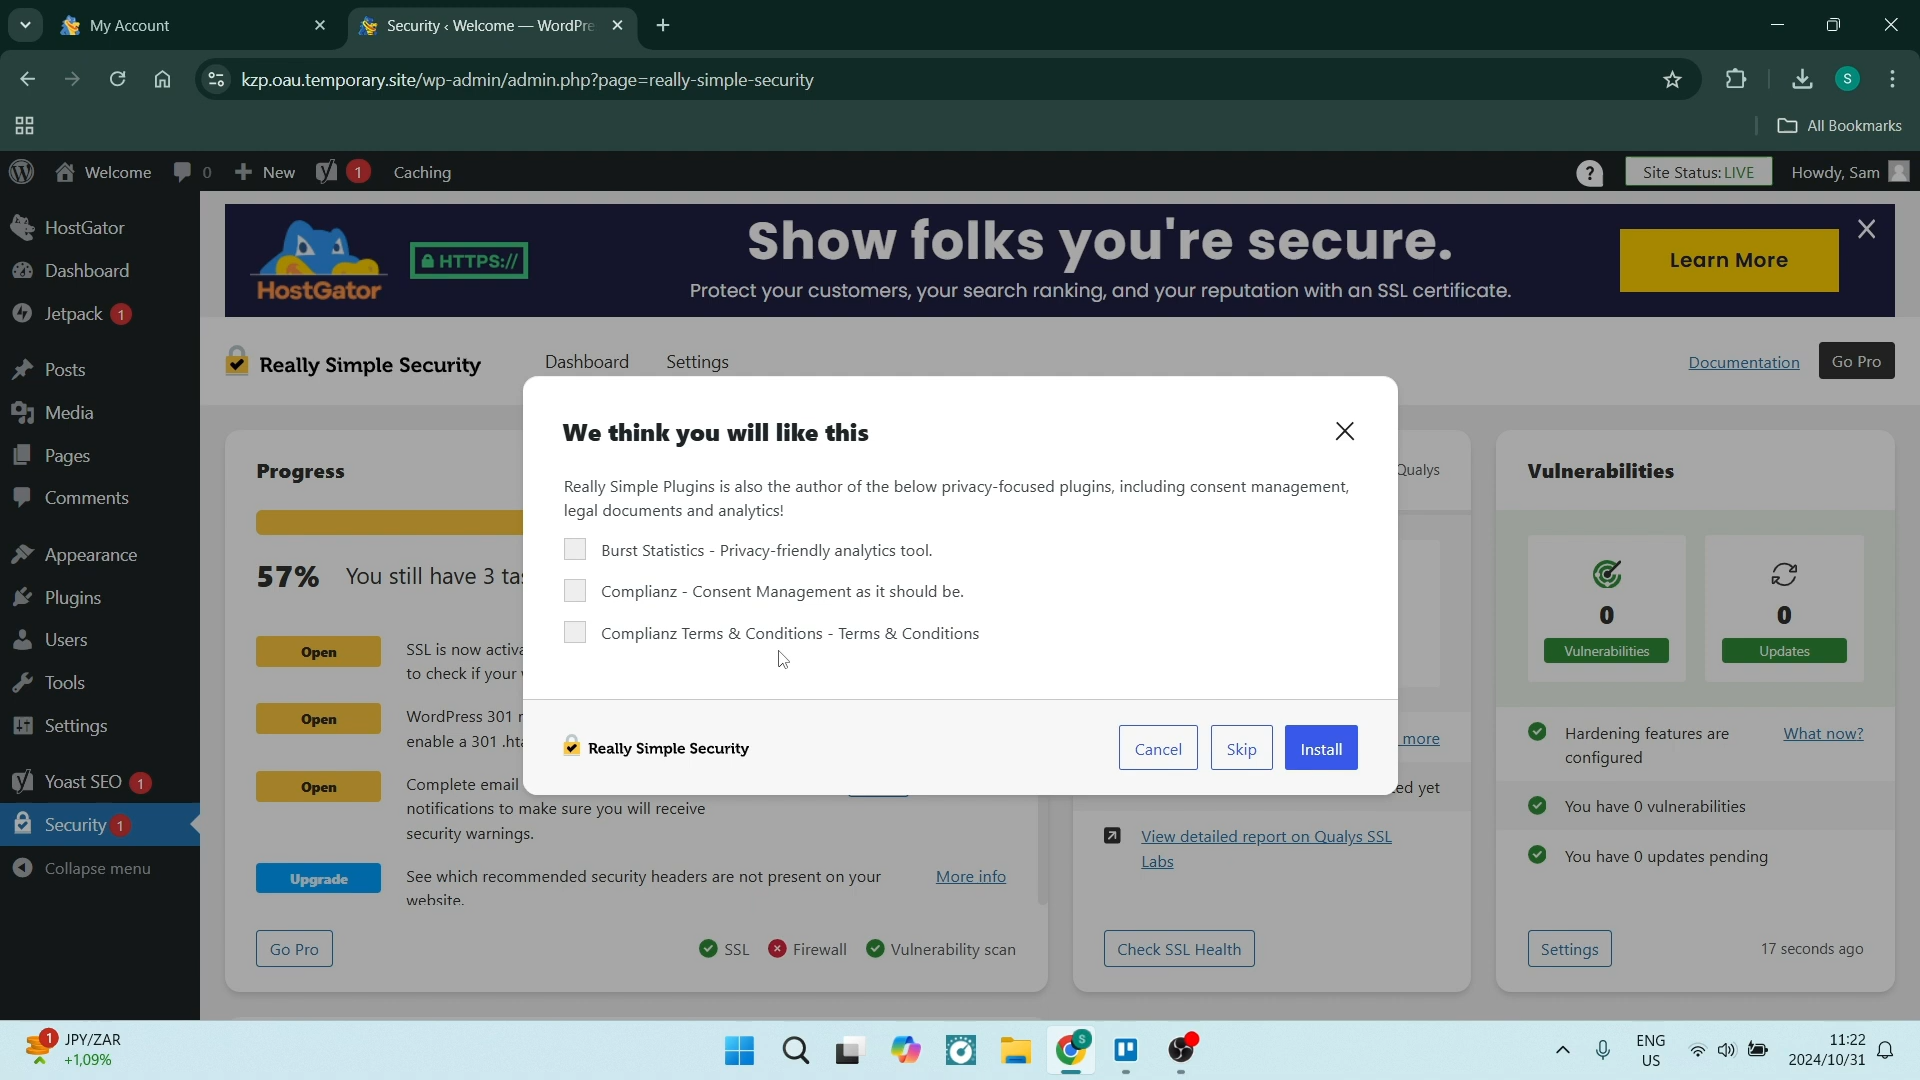 My Account
Security ‹ Welcome — WordPre
kzp.oau.temporary.site/wp-admin/admin.php?page=really-simple-security
S
All Bookmarks
Welcome
0
New
1
Caching
?
Site Status: LIVE
Howdy, Sam
HostGator
Dashboard
Jetpack 1
Posts
Media
Pages
Comments
Appearance
Plugins
Users
Tools
Settings
Yoast SEO 1
Security 1
Collapse menu
HostGator
HTTPS://
Show folks you're secure.
Protect your customers, your search ranking, and your reputation with an SSL certificate.
Learn More
Really Simple Security
Dashboard
Settings
Documentation
Go Pro
Progress
57% You still have 3 tas
Open
SSL is now activa
to check if your
Open
WordPress 301 r
enable a 301 .hta
Open
Complete email
notifications to make sure you will receive
security warnings.
Upgrade
See which recommended security headers are not present on your
website.
More info
Go Pro
SSL
Firewall
Vulnerability scan
We think you will like this
Really Simple Plugins is also the author of the below privacy-focused plugins, including consent management,
legal documents and analytics!
Burst Statistics - Privacy-friendly analytics tool.
Complianz - Consent Management as it should be.
Complianz Terms & Conditions - Terms & Conditions
Really Simple Security
Cancel
Skip
Install
Qualys
more
ed yet
View detailed report on Qualys SSL
Labs
Check SSL Health
Vulnerabilities
0
Vulnerabilities
0
Updates
Hardening features are
configured
What now?
You have 0 vulnerabilities
You have 0 updates pending
Settings
17 seconds ago
1
JPY/ZAR
+1,09%
S
ENG
US
11:22
2024/10/31